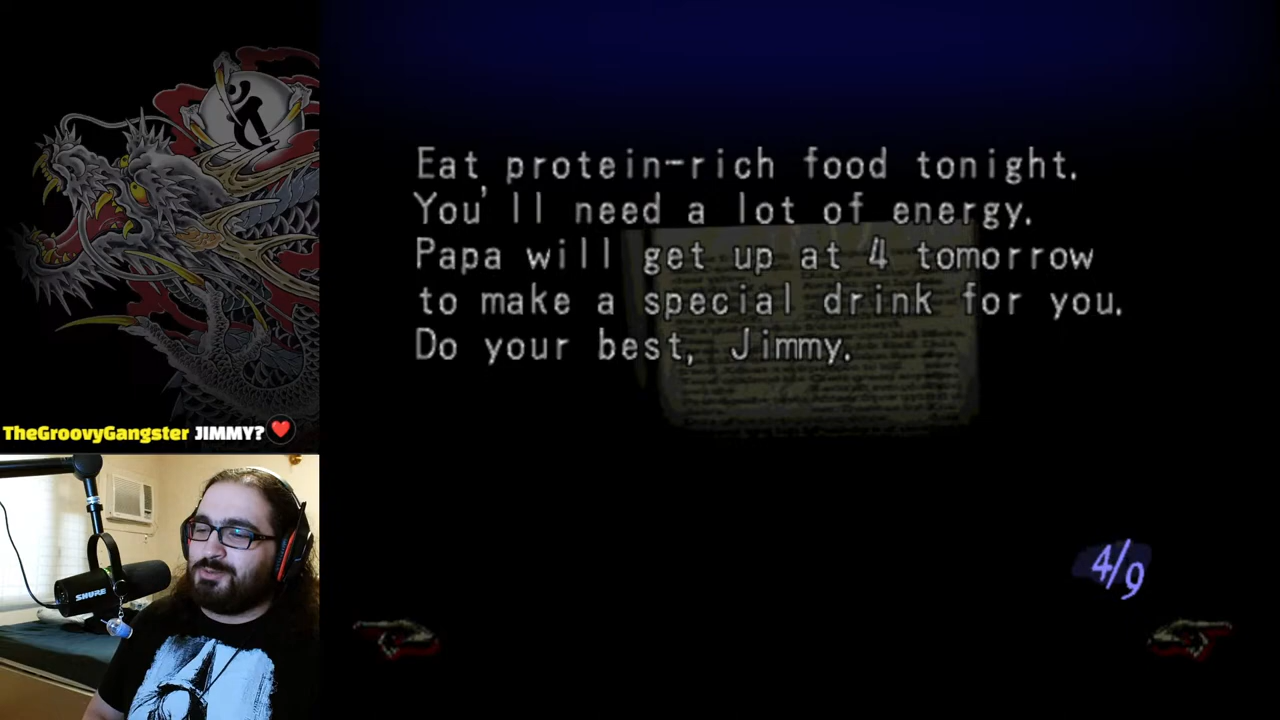 Eat protein-rich food tonight.
You'll need a lot of energy.
Papa will get up at 4 tomorrow
to make a special drink for you.
Do your best, Jimmy.
TheGroovyGangster JIMMY? ❤️
SHURE
4/9